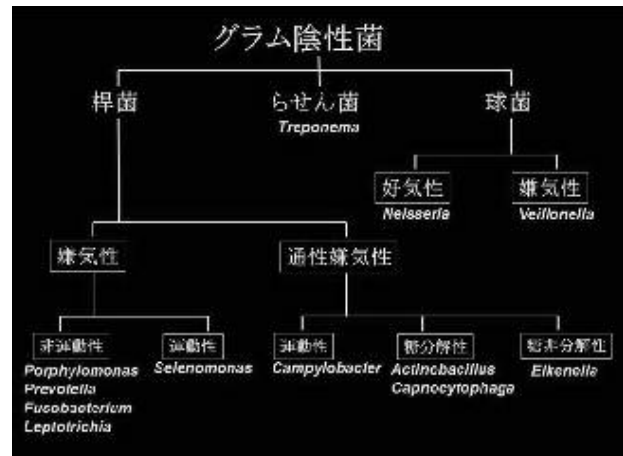 グラム陰性菌
桿菌
らせん菌
球菌
Treponema
好気性
嫌気性
Neisseria
Veillonella
嫌気性
通性嫌気性
非運動性
運動性
運動性
糖分解性
糖非分解性
Porphylomonas
Selenomonas
Campylobacter
Actinobacillus
Eikenella
Prevotella
Capnocytophaga
Fusobacterium
Leptotrichia